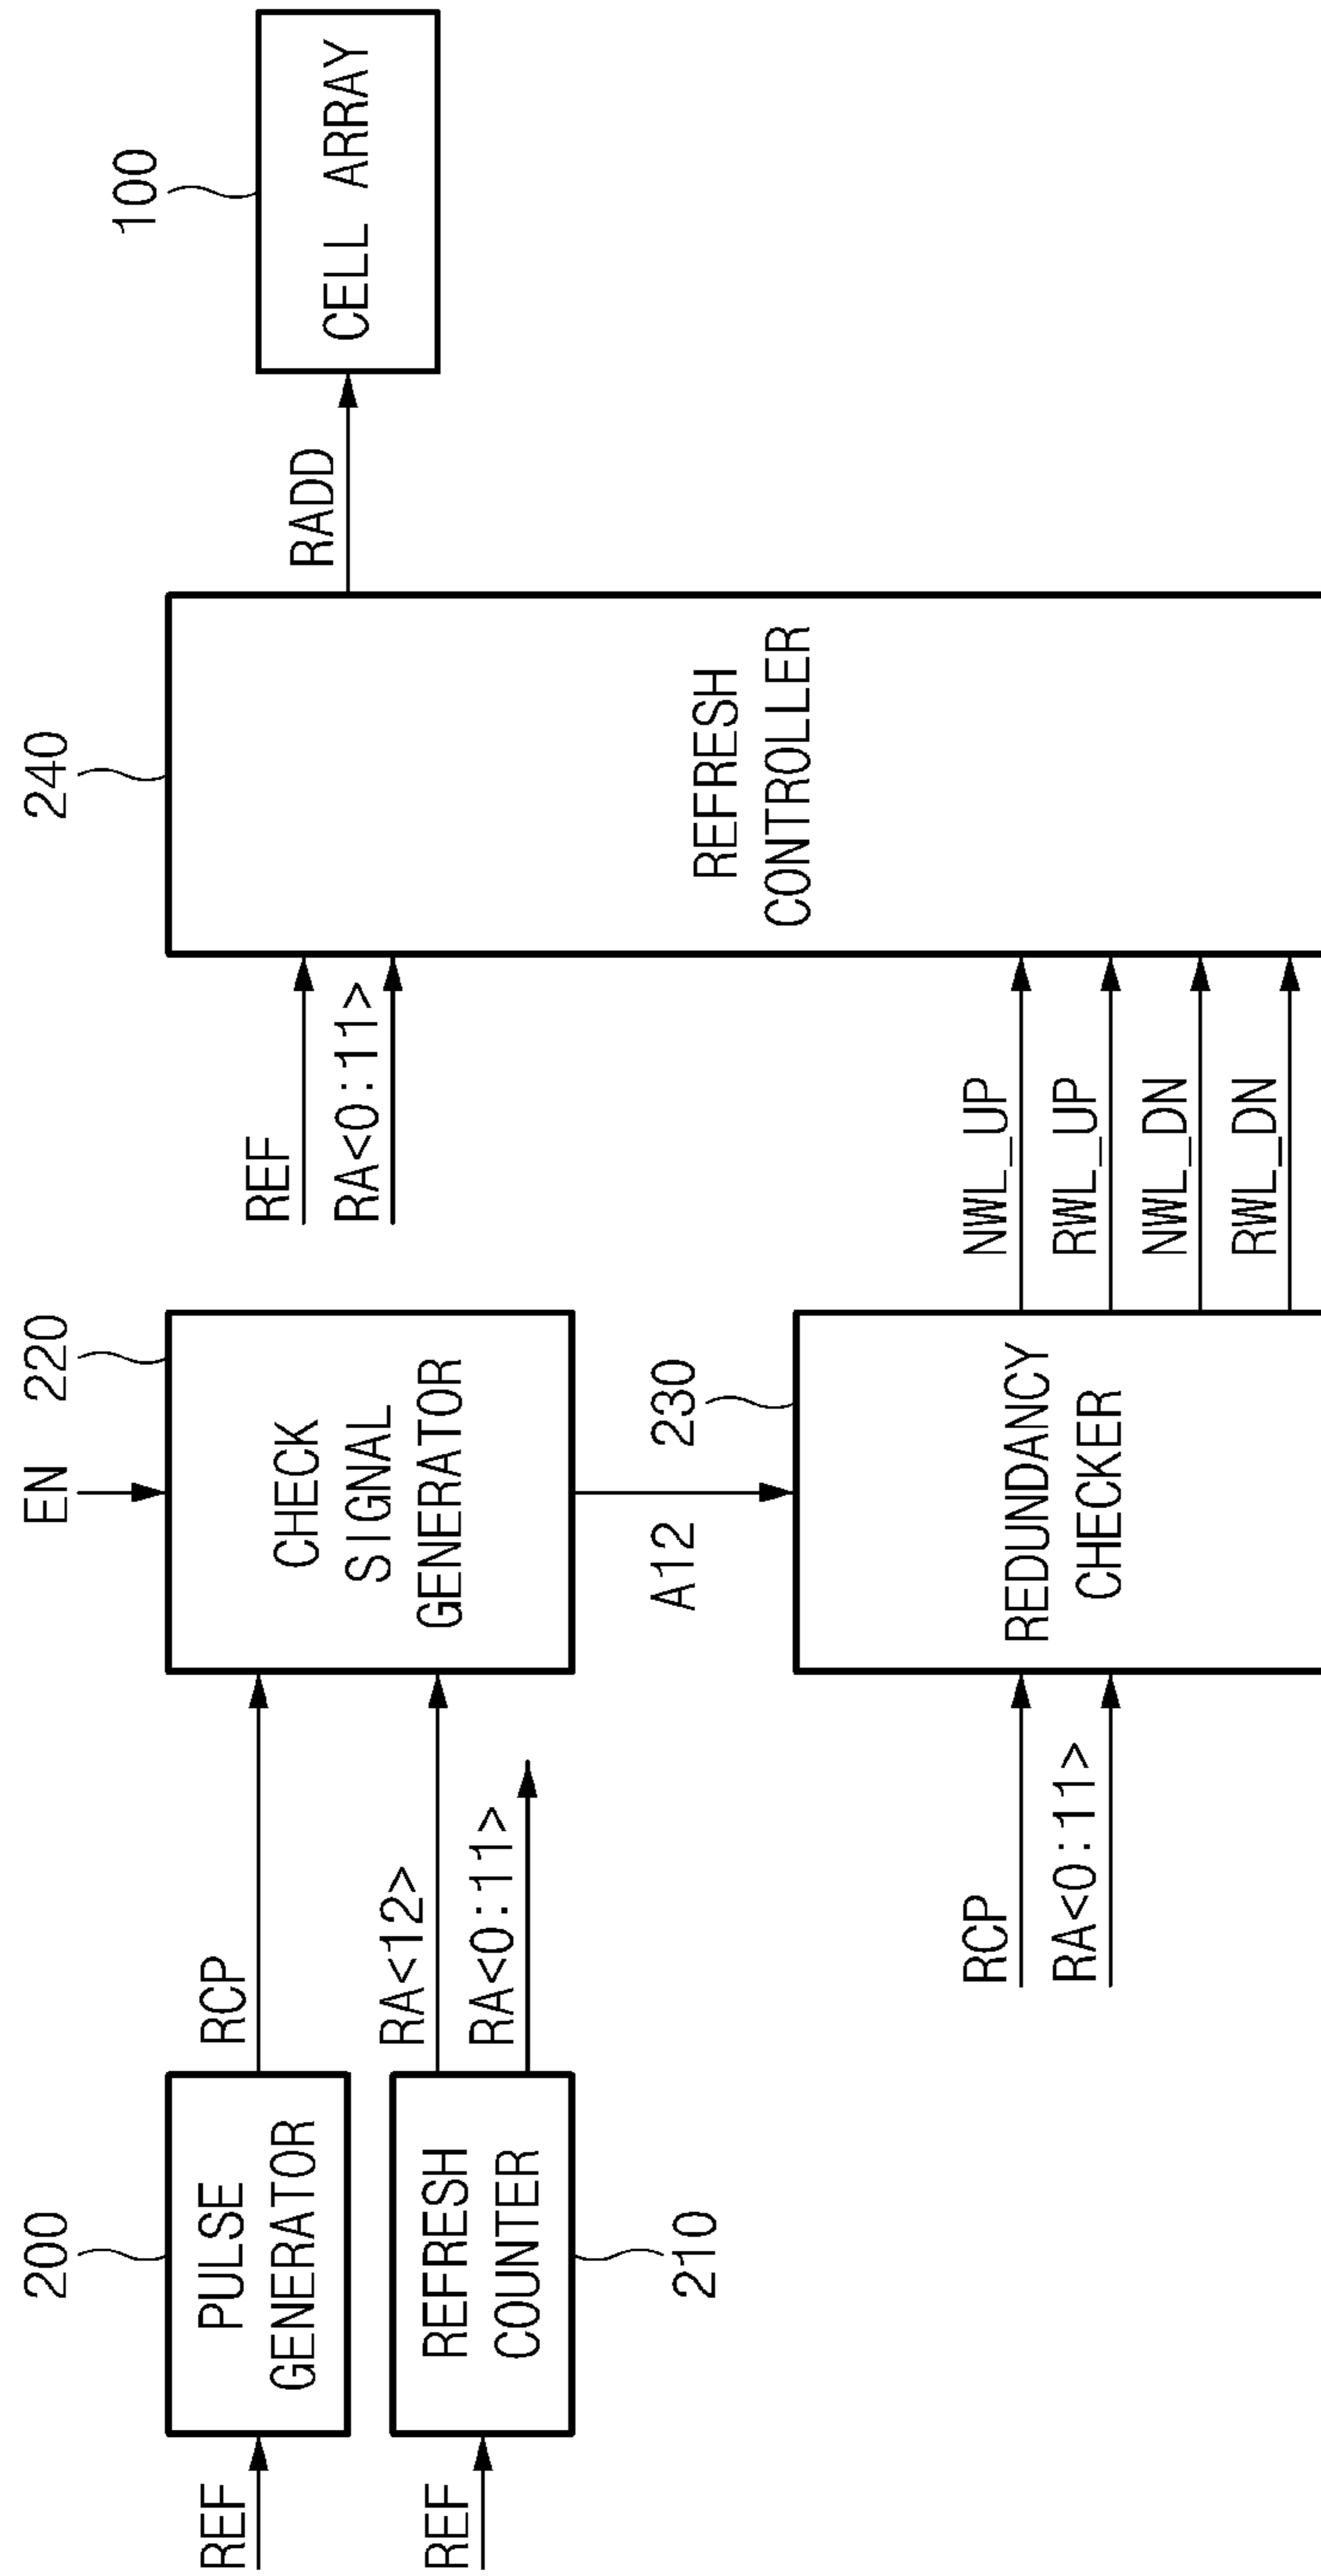 200
PULSE
GENERATOR
REF
RCP
REFRESH
COUNTER
REF
210
RA<12>
RA<0:11>
EN
220
CHECK
SIGNAL
GENERATOR
A12
230
REDUNDANCY
CHECKER
RCP
RA<0:11>
NWL_UP
RWL_UP
NWL_DN
RWL_DN
240
REFRESH
CONTROLLER
REF
RA<0:11>
RADD
100
CELL ARRAY